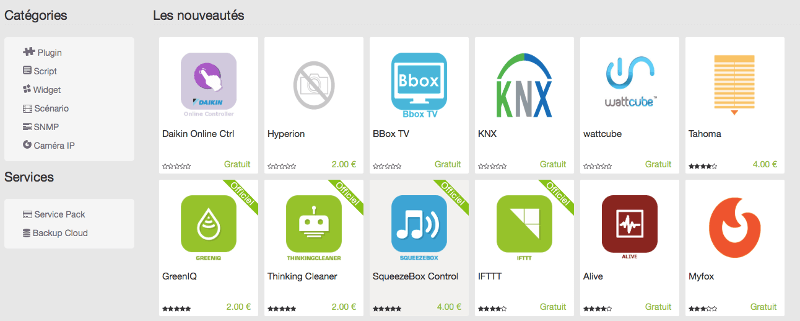 Catégories
Plugin
Script
Widget
Scénario
SNMP
Caméra IP
Services
Service Pack
Backup Cloud
Les nouveautés
DAIKIN
Online Controller
Bbox
Bbox TV
KNX
wattcube
Daikin Online Ctrl
Hyperion
BBox TV
KNX
wattcube
Tahoma
Gratuit
2.00 €
Gratuit
Gratuit
Gratuit
4.00 €
Officiel
Officiel
Officiel
Officiel
GREENIQ
THINKINGCLEANER
SQUEEZEBOX
IFTTT
ALIVE
GreenIQ
Thinking Cleaner
SqueezeBox Control
IFTTT
Alive
Myfox
2.00 €
2.00 €
4.00 €
Gratuit
Gratuit
Gratuit